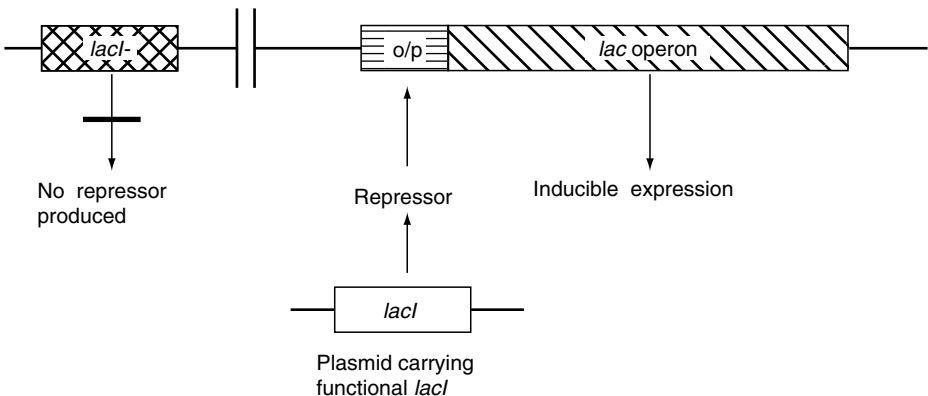 lacI-
o/p
lac operon
No repressor
produced
Repressor
Inducible expression
lacI
Plasmid carrying
functional lacI